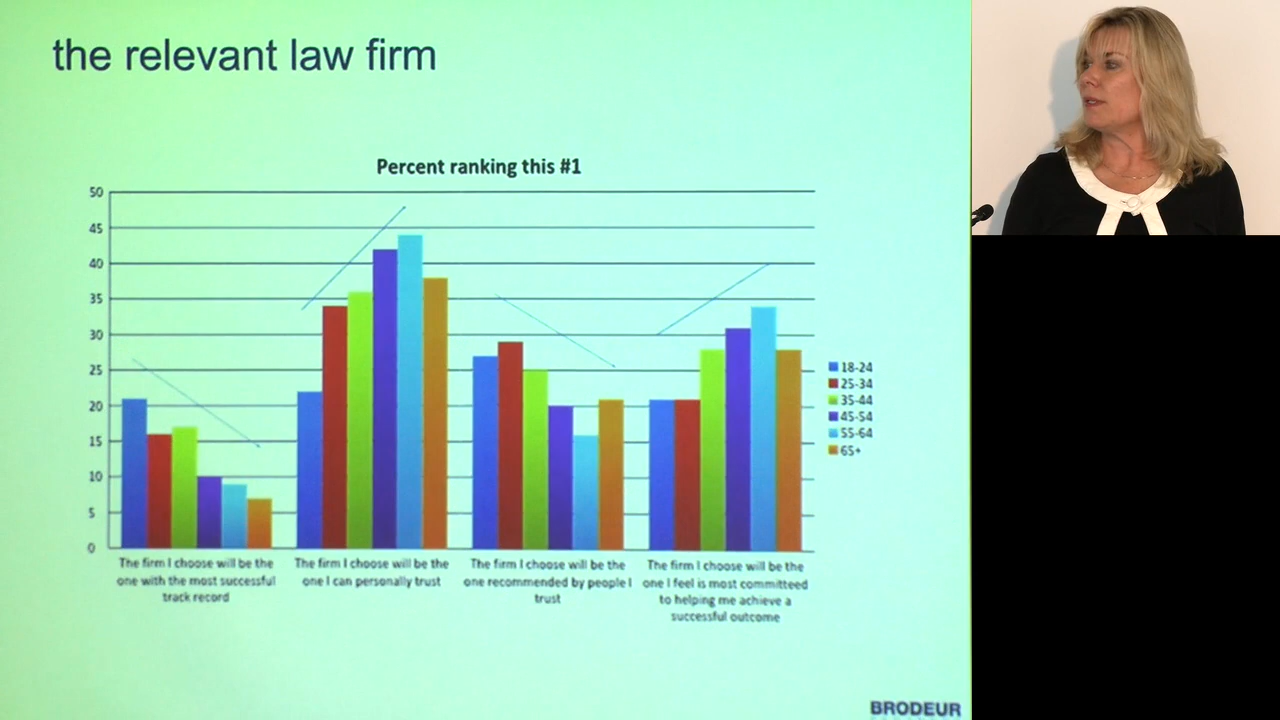 the relevant law firm
Percent ranking this #1
50
45
40
35
30
25
20
15
10
5
0
18-24
25-34
35-44
45-54
55-64
65+
The firm I choose will be the
one with the most successful
track record
The firm I choose will be the
one I can personally trust
The firm I choose will be the
one recommended by people I
trust
The firm I choose will be the
one I feel is most committeed
to helping me achieve a
successful outcome
BRODEUR